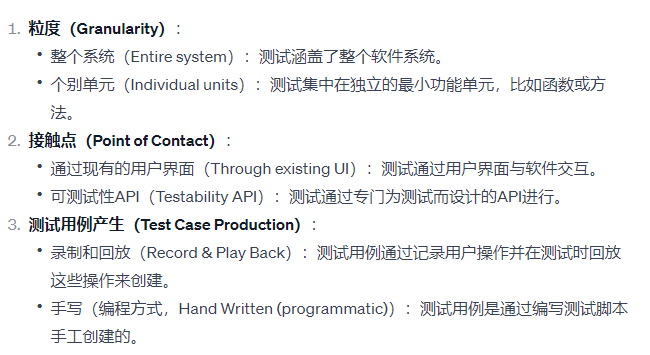 1. 粒度（Granularity）：
• 整个系统（Entire system）：测试涵盖了整个软件系统。
• 个别单元（Individual units）：测试集中在独立的最小功能单元，比如函数或方
法。
2. 接触点（Point of Contact）：
• 通过现有的用户界面（Through existing UI）：测试通过用户界面与软件交互。
• 可测试性API（Testability API）：测试通过专门为测试而设计的API进行。
3. 测试用例产生（Test Case Production）：
• 录制和回放（Record & Play Back）：测试用例通过记录用户操作并在测试时回放
这些操作来创建。
• 手写（编程方式，Hand Written (programmatic)）：测试用例是通过编写测试脚本
手工创建的。